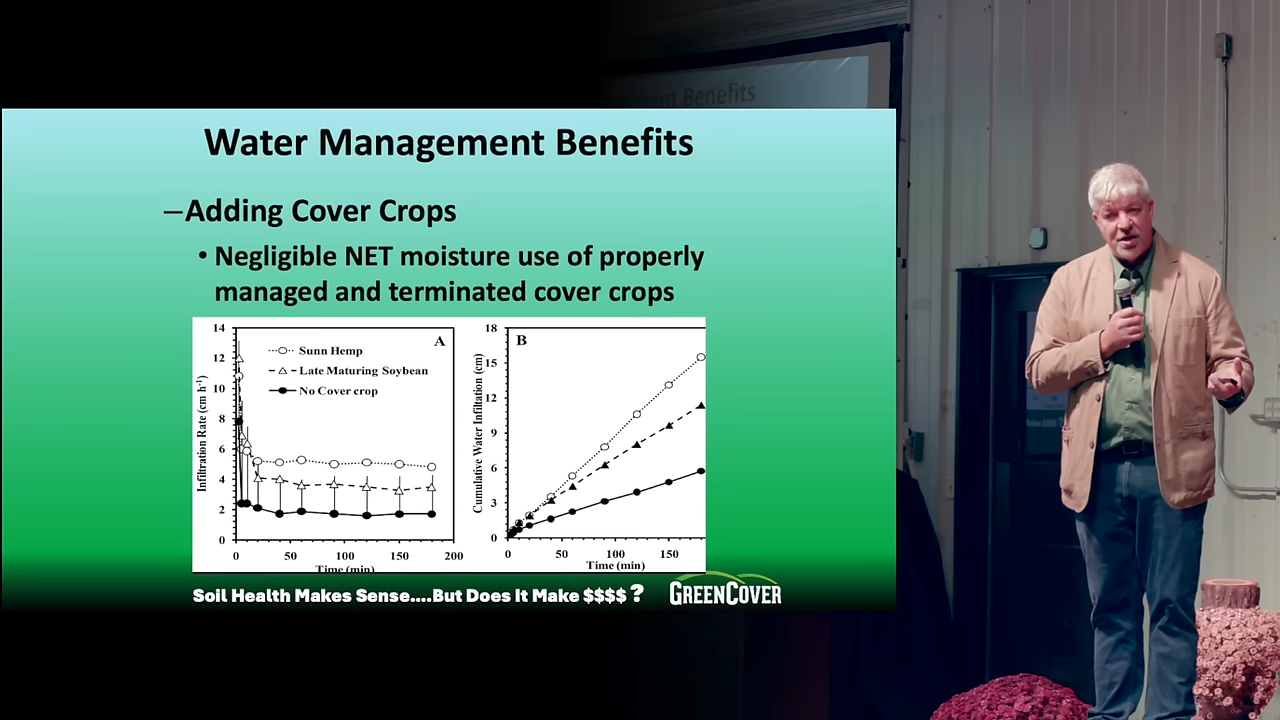 ent Benefits
Water Management Benefits
–Adding Cover Crops
• Negligible NET moisture use of properly
managed and terminated cover crops
14
12
10
8
6
4
2
0
Infiltration Rate (cm h-1)
A
Sunn Hemp
Late Maturing Soybean
No Cover crop
0 50 100 150 200
Time (min)
18
15
12
9
6
3
0
Cumulative Water Infiltation (cm)
B
0 50 100 150
Time (min)
Soil Health Makes Sense....But Does It Make $$$$ ?
GREENCOVER